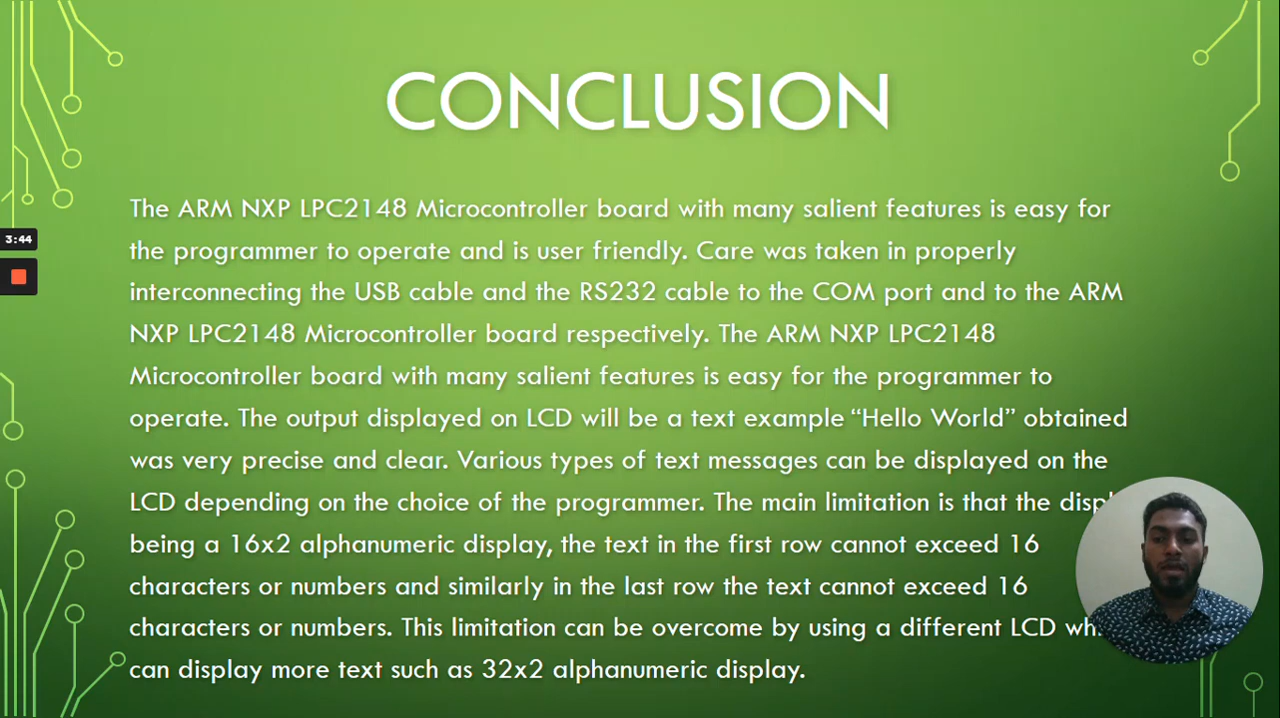 CONCLUSION
The ARM NXP LPC2148 Microcontroller board with many salient features is easy for
the programmer to operate and is user friendly. Care was taken in properly
3:44
interconnecting the USB cable and the RS232 cable to the COM port and to the ARM
NXP LPC2148 Microcontroller board respectively. The ARM NXP LPC2148
Microcontroller board with many salient features is easy for the programmer to
operate. The output displayed on LCD will be a text example “Hello World” obtained
was very precise and clear. Various types of text messages can be displayed on the
LCD depending on the choice of the programmer. The main limitation is that the
being a 16x2 alphanumeric display, the text in the first row cannot exceed 16
characters or numbers and similarly in the last row the text cannot exceed 16
characters or numbers. This limitation can be overcome by using a different LCD
can display more text such as 32x2 alphanumeric display.